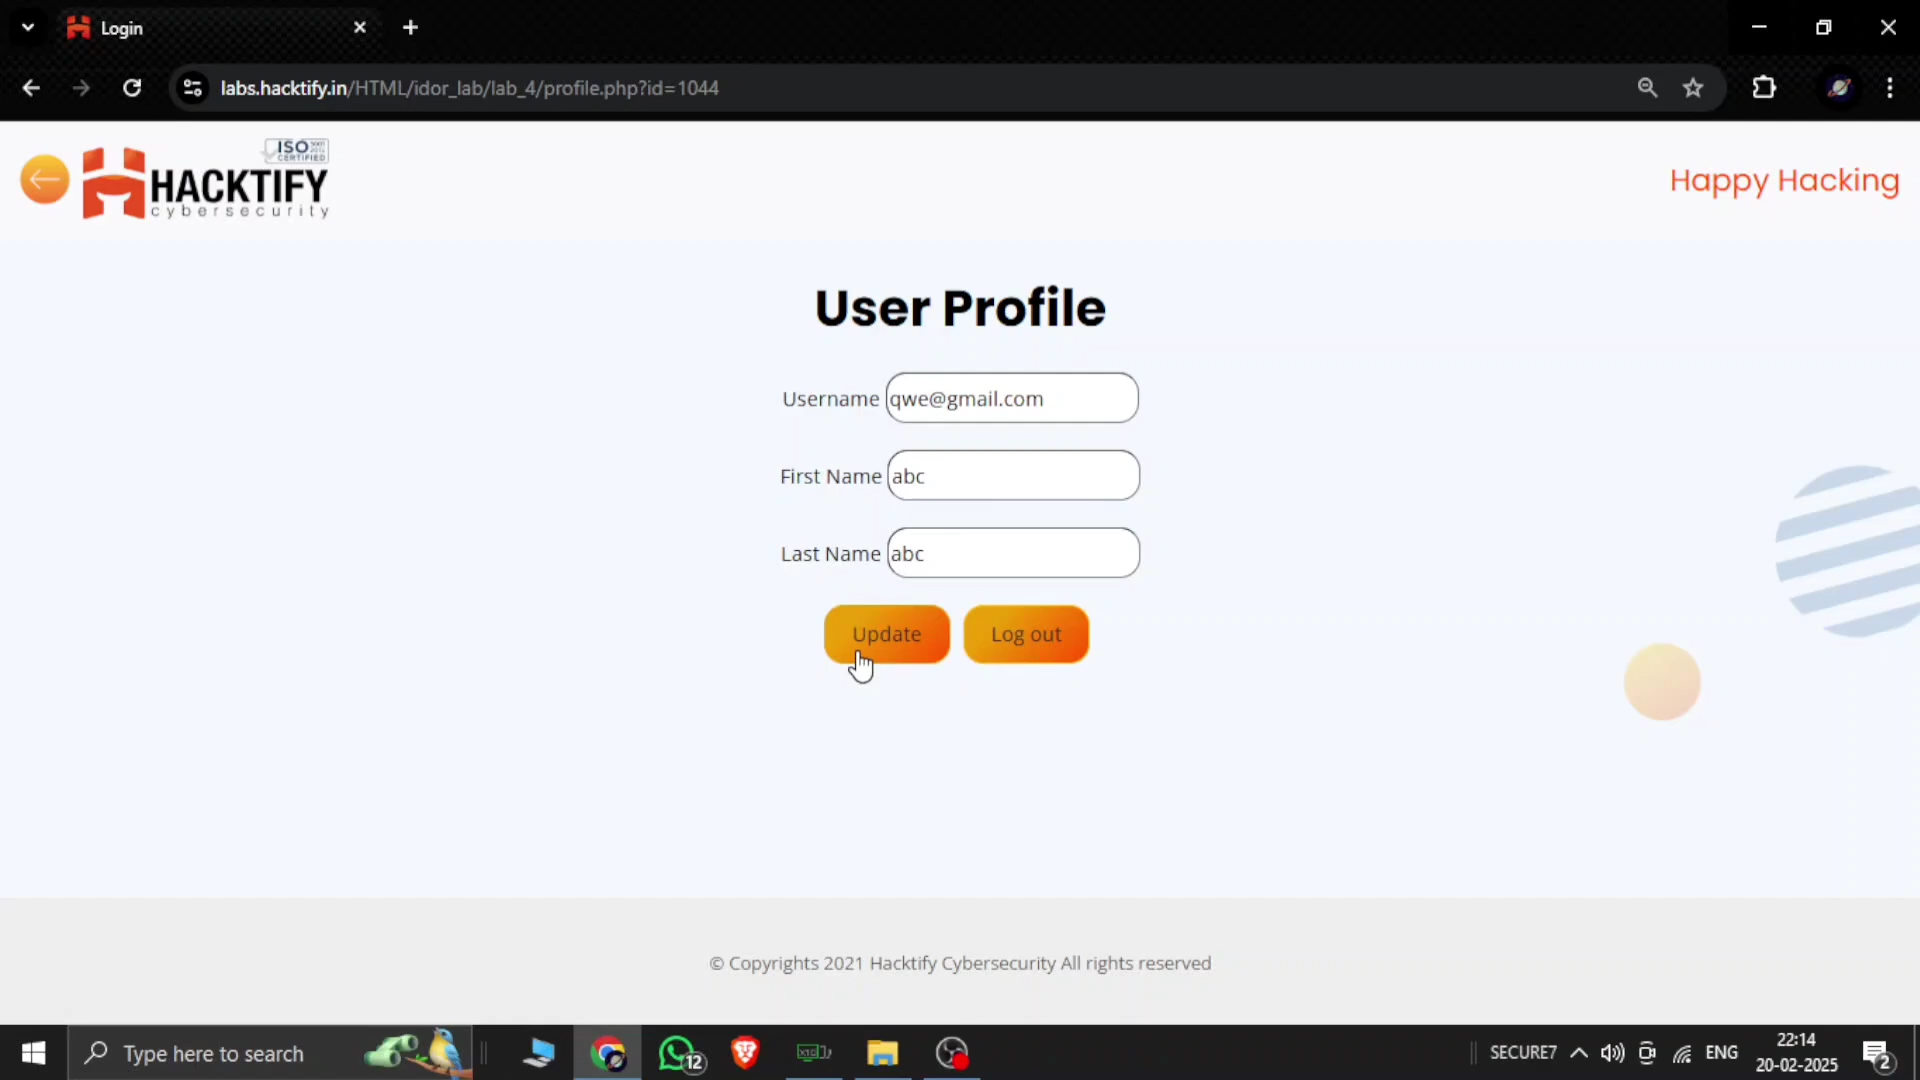 Login
labs.hacktify.in/HTML/idor_lab/lab_4/profile.php?id=1044
ISO
CERTIFIED
HACKTIFY
cybersecurity
Happy Hacking
User Profile
Username qwe@gmail.com
First Name abc
Last Name abc
Update Log out
© Copyrights 2021 Hacktify Cybersecurity All rights reserved
Type here to search
12
SECURE7
ENG
22:14
20-02-2025
2